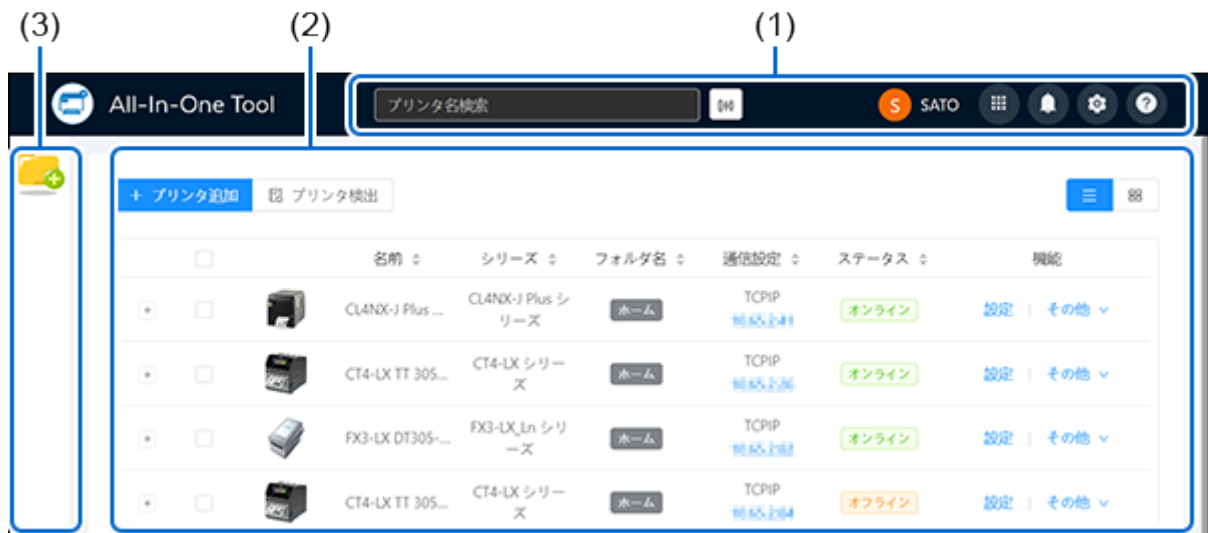 (3) (2) (1)
All-In-One Tool プリンタ名検索 S SATO
+ プリンタ追加 プリンタ検出
名前 シリーズ フォルダ名 通信設定 ステータス 機能
CL4NX-J Plus ... CL4NX-J Plus シリーズ ホーム TCPIP オンライン 設定 その他
CT4-LX TT 305... CT4-LX シリーズ ホーム TCPIP オンライン 設定 その他
FX3-LX DT305-... FX3-LX_Ln シリーズ ホーム TCPIP オンライン 設定 その他
CT4-LX TT 305... CT4-LX シリーズ ホーム TCPIP オフライン 設定 その他